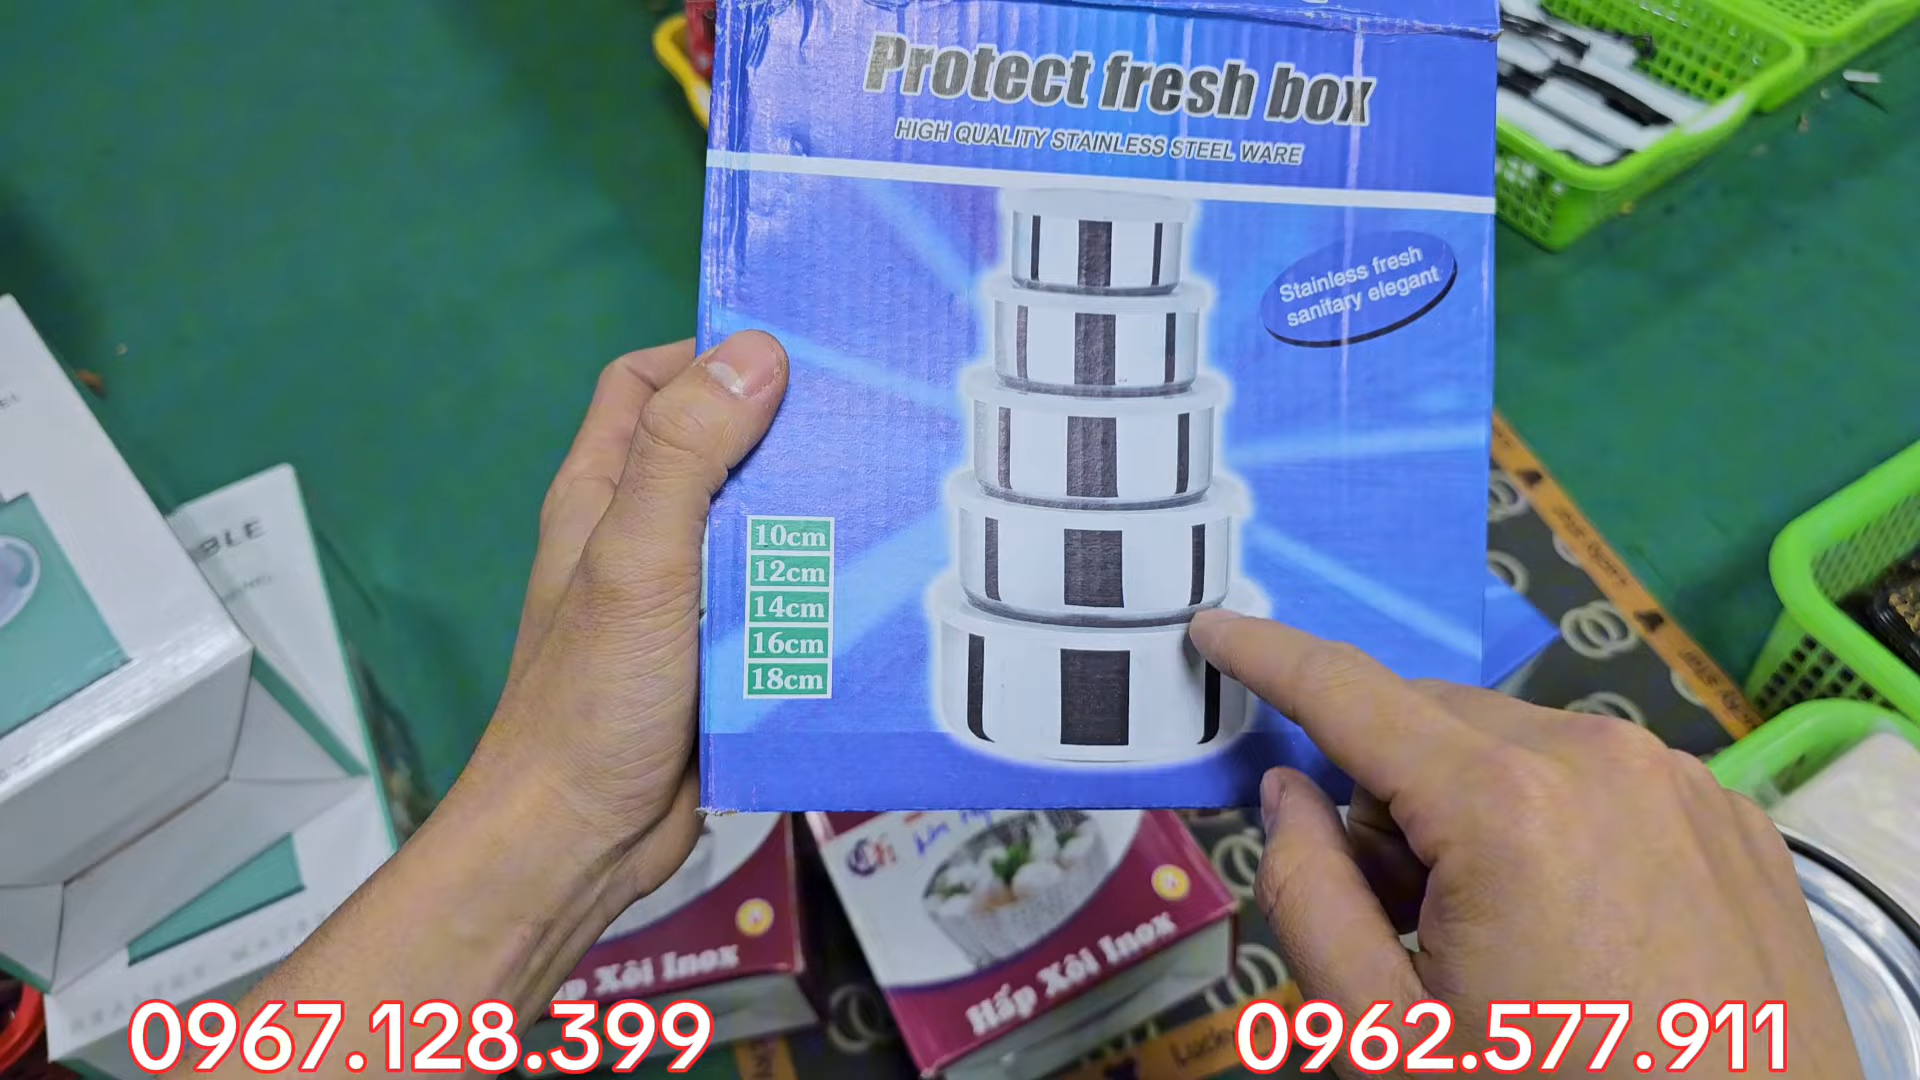 Protect fresh box
HIGH QUALITY STAINLESS STEEL WARE
Stainless fresh
sanitary elegant
10cm
12cm
14cm
16cm
18cm
Xôi Inox
Hấp Xôi Inox
0967.128.399
0962.577.911